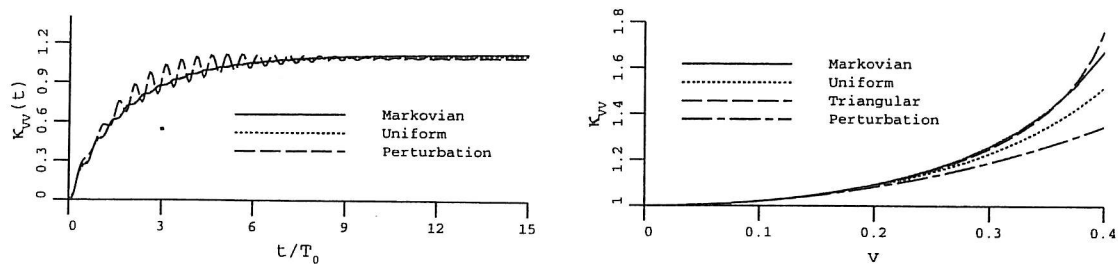 1.2
0.9
0.6
0.3
0
K_VV(t)
Markovian
Uniform
Perturbation
0 3 6 9 12 15
t/T_0
1.8
1.6
1.4
1.2
1
K_VV
Markovian
Uniform
Triangular
Perturbation
0 0.1 0.2 0.3 0.4